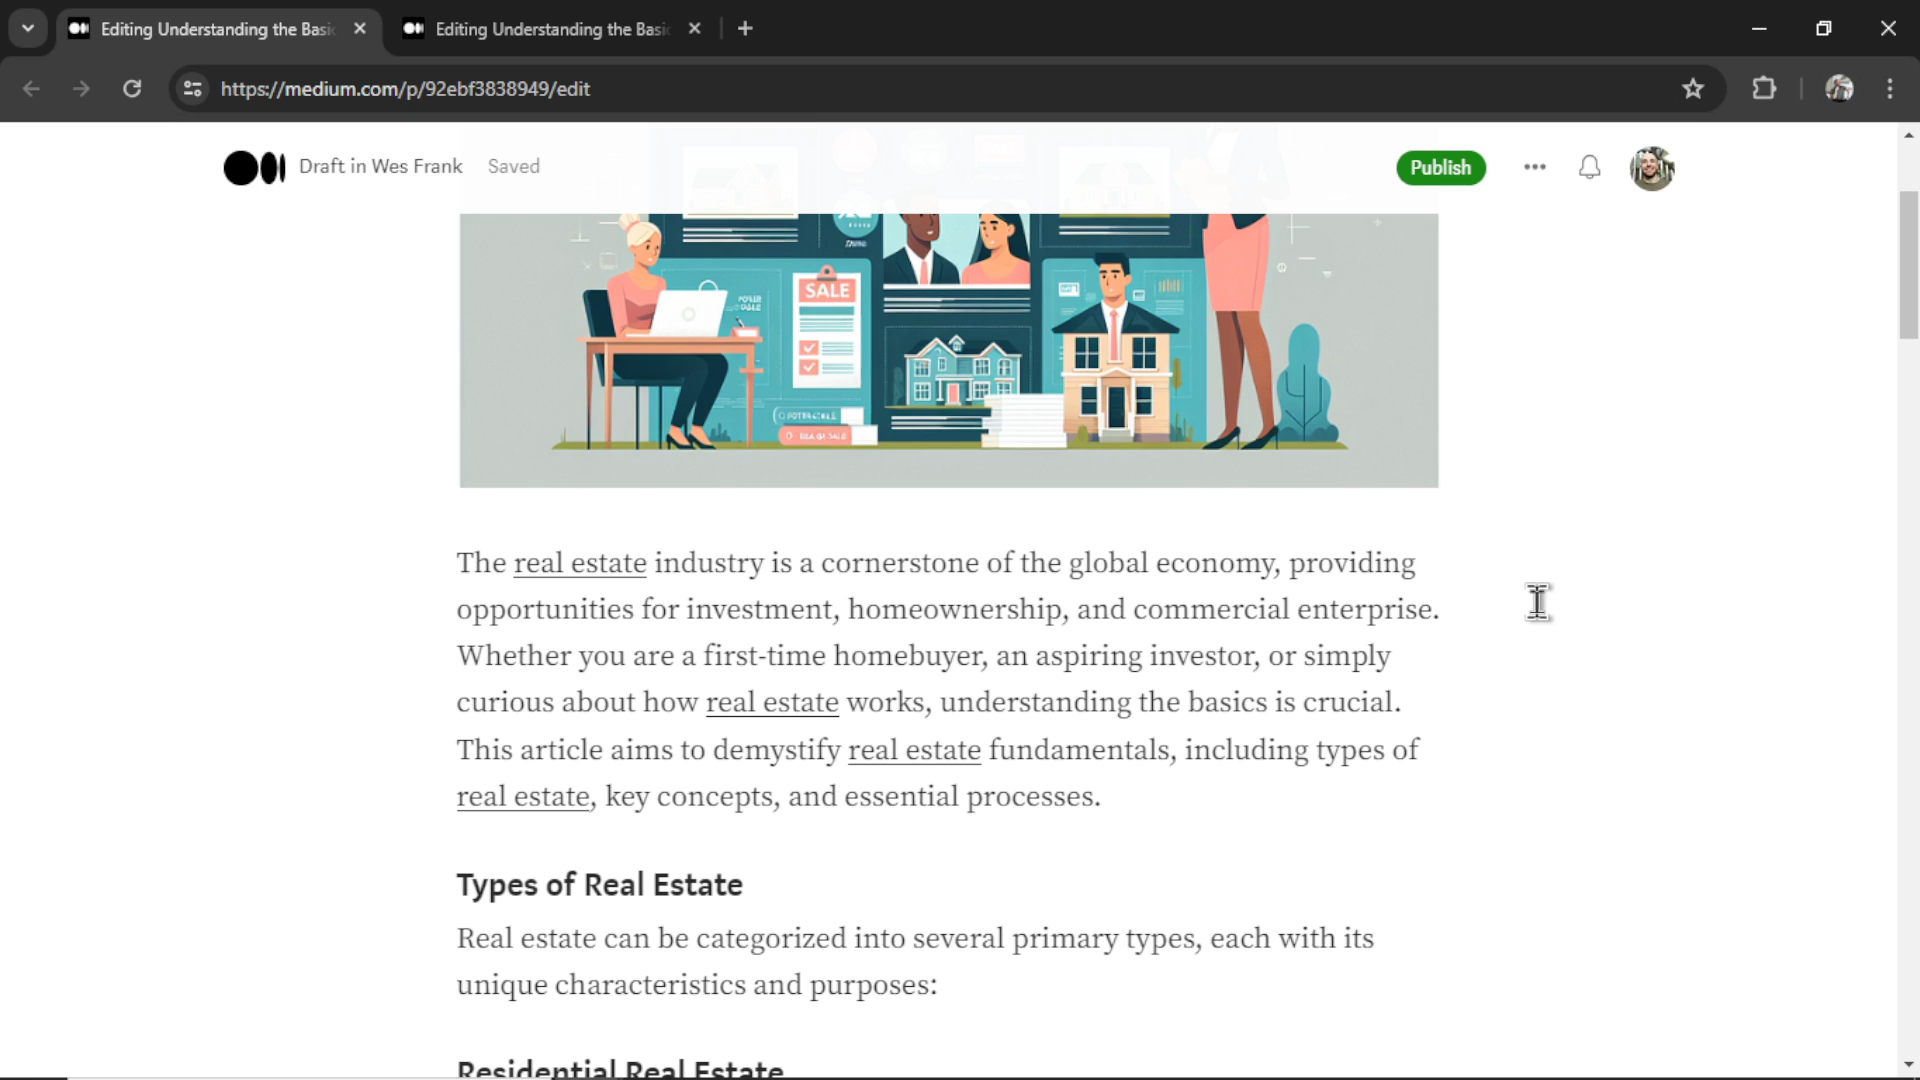 Editing Understanding the Basi
Editing Understanding the Basi
https://medium.com/p/92ebf3838949/edit
Draft in Wes Frank
Saved
Publish
SALE
The real estate industry is a cornerstone of the global economy, providing
opportunities for investment, homeownership, and commercial enterprise.
Whether you are a first-time homebuyer, an aspiring investor, or simply
curious about how real estate works, understanding the basics is crucial.
This article aims to demystify real estate fundamentals, including types of
real estate, key concepts, and essential processes.
Types of Real Estate
Real estate can be categorized into several primary types, each with its
unique characteristics and purposes:
Residential Real Estate